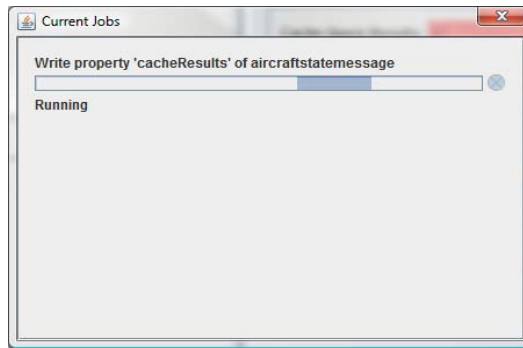 Current Jobs
Write property 'cacheResults' of aircraftstatemessage
Running